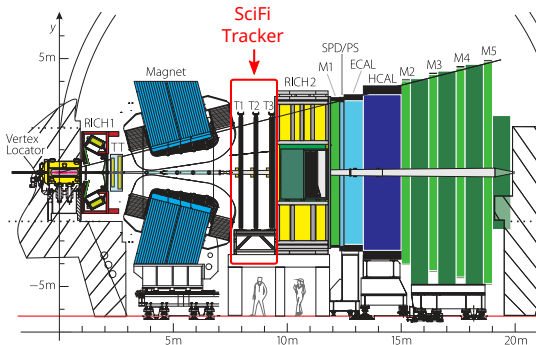 SciFi
Tracker
y
5m
SPD/PS
ECAL
HCAL
M1
M2
M3
M4
M5
Magnet
RICH2
T1 T2 T3
RICH1
TT
Vertex
Locator
−5m
5m
10m
15m
20m